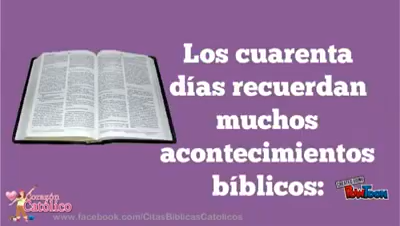 Los cuarenta
días recuerdan
muchos
acontecimientos
bíblicos:
PowToon
Corazón
Católico
www.facebook.com/CitasBiblicasCatolicos